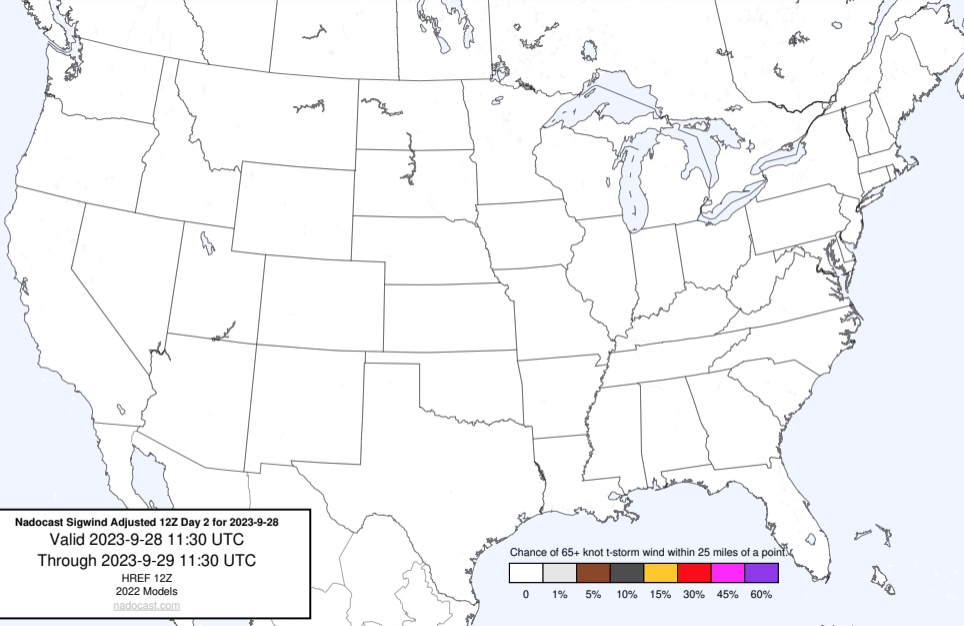 Nadocast Sigwind Adjusted 12Z Day 2 for 2023-9-28
Valid 2023-9-28 11:30 UTC
Through 2023-9-29 11:30 UTC
HREF 12Z
2022 Models
nadocast.com
Chance of 65+ knot t-storm wind within 25 miles of a point.
0 1% 5% 10% 15% 30% 45% 60%